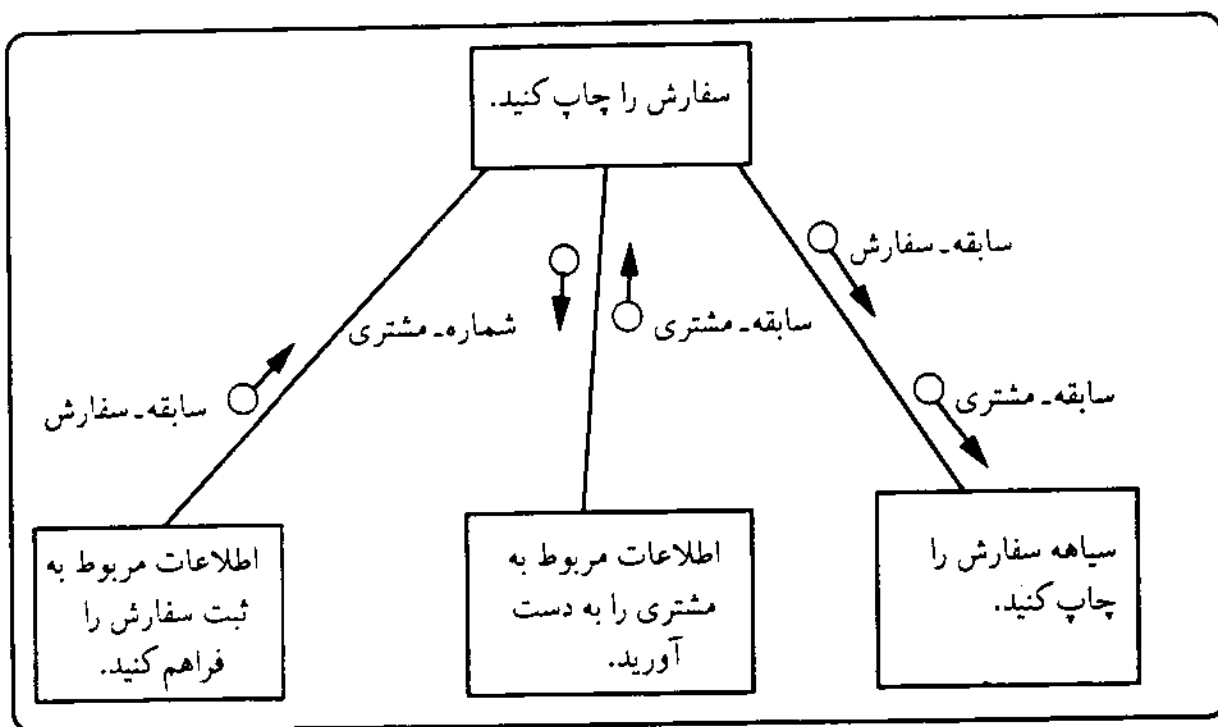 سفارش را چاپ کنید.
سابقه-سفارش
شماره-مشتری
سابقه-مشتری
سابقه-سفارش
سابقه-مشتری
اطلاعات مربوط به
ثبت سفارش را
فراهم کنید.
اطلاعات مربوط به
مشتری را به دست
آورید.
سیاهه سفارش را
چاپ کنید.